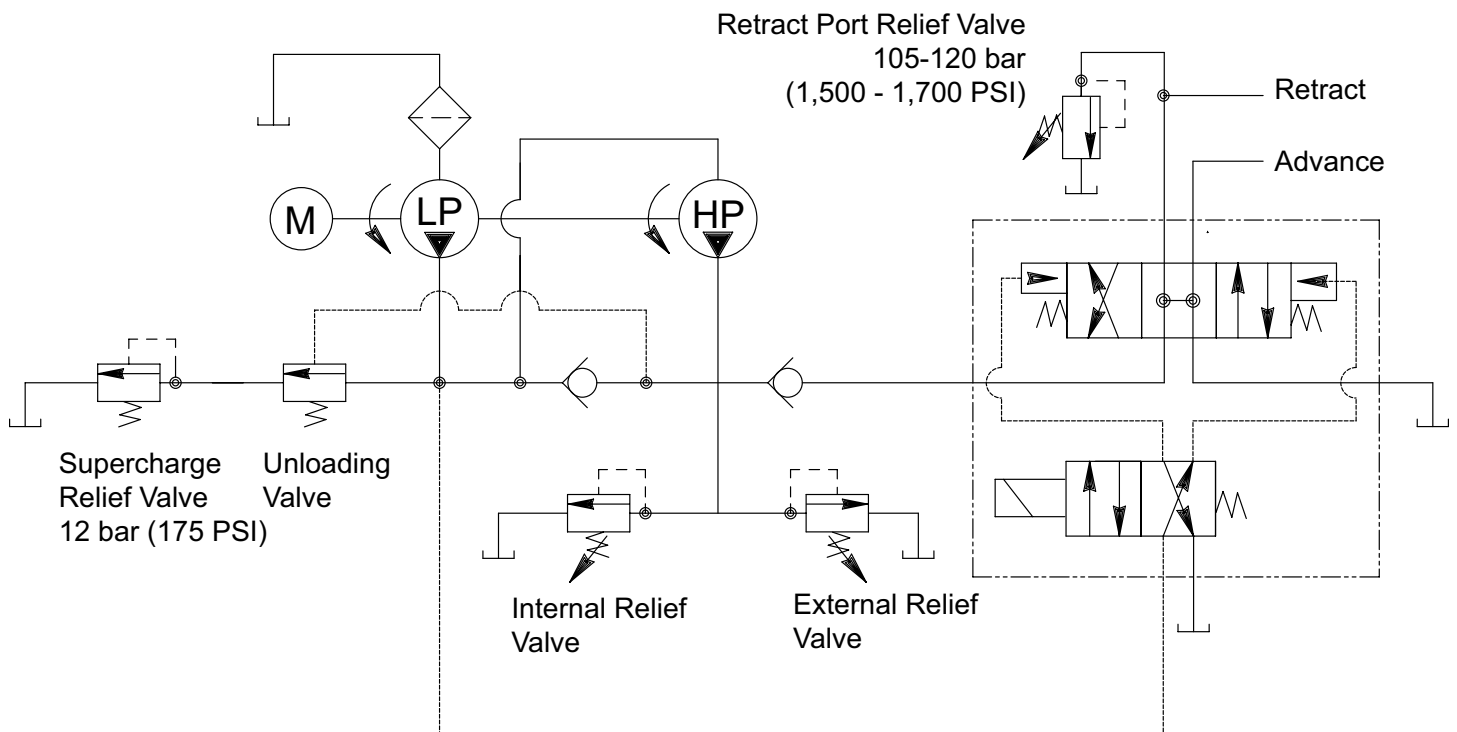 Retract Port Relief Valve
105-120 bar
(1,500 - 1,700 PSI)
Retract
Advance
M
LP
HP
Supercharge
Relief Valve
12 bar (175 PSI)
Unloading
Valve
Internal Relief
Valve
External Relief
Valve